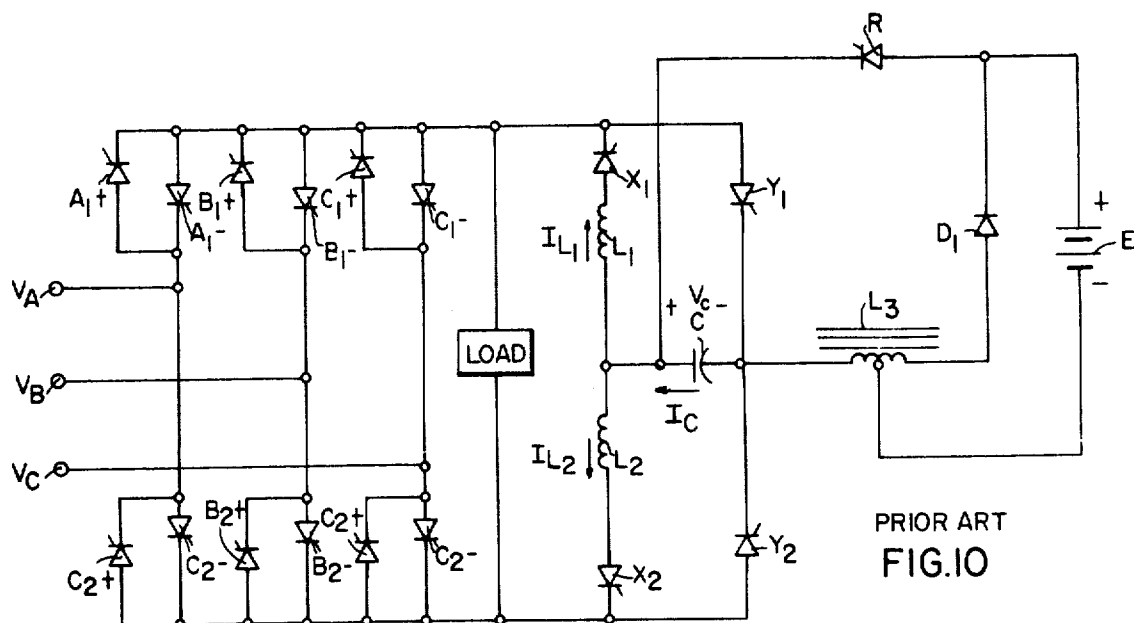 R
A1+
A1-
B1+
B1-
C1+
C1-
X1
Y1
D1
+
E
-
IL1
L1
VA
LOAD
+ Vc -
C
L3
VB
IC
IL2
L2
VC
C2+
C2-
B2+
B2-
C2+
C2-
X2
Y2
PRIOR ART
FIG.10